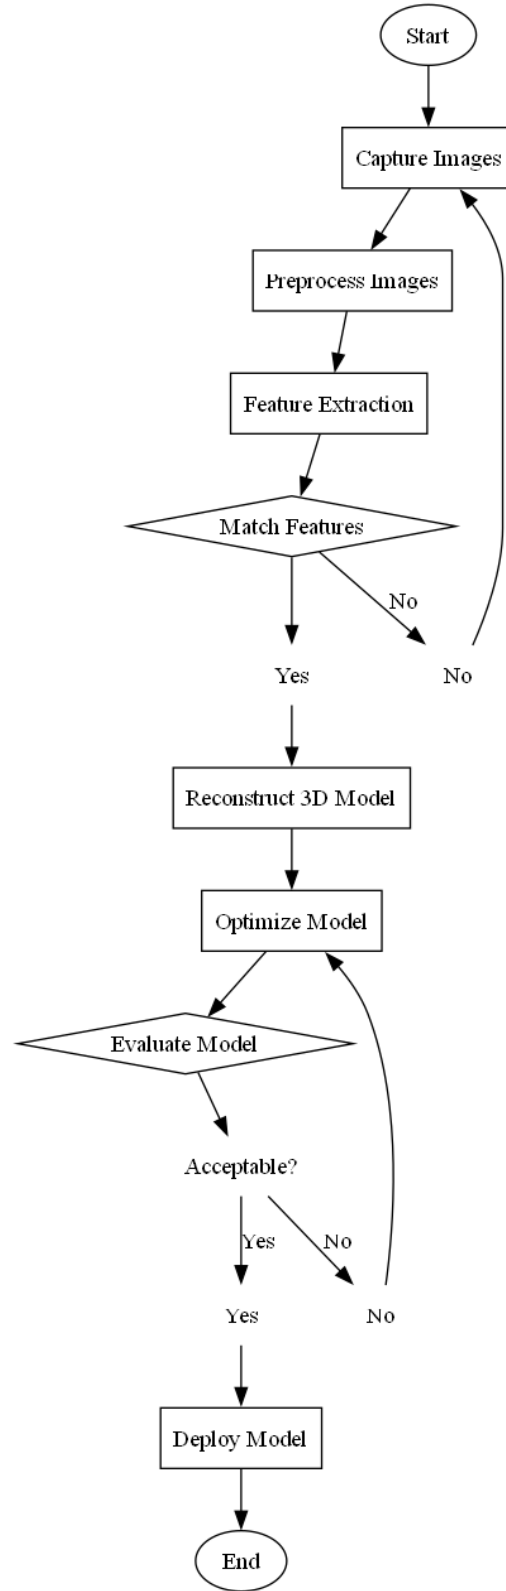 Start
Capture Images
Preprocess Images
Feature Extraction
Match Features
No
Yes
No
Reconstruct 3D Model
Optimize Model
Evaluate Model
Acceptable?
Yes
No
Yes
No
Deploy Model
End